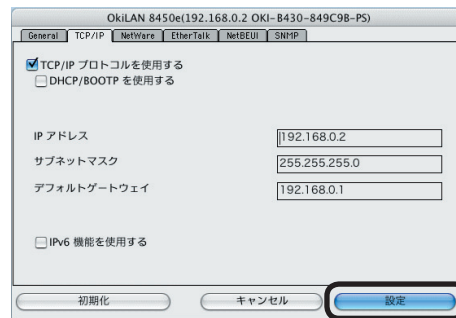 OkiLAN 8450e(192.168.0.2 OKI-B430-849C9B-PS)
General TCP/IP NetWare EtherTalk NetBEUI SNMP
TCP/IP プロトコルを使用する
DHCP/BOOTP を使用する
IP アドレス 192.168.0.2
サブネットマスク 255.255.255.0
デフォルトゲートウェイ 192.168.0.1
IPv6 機能を使用する
初期化 キャンセル 設定